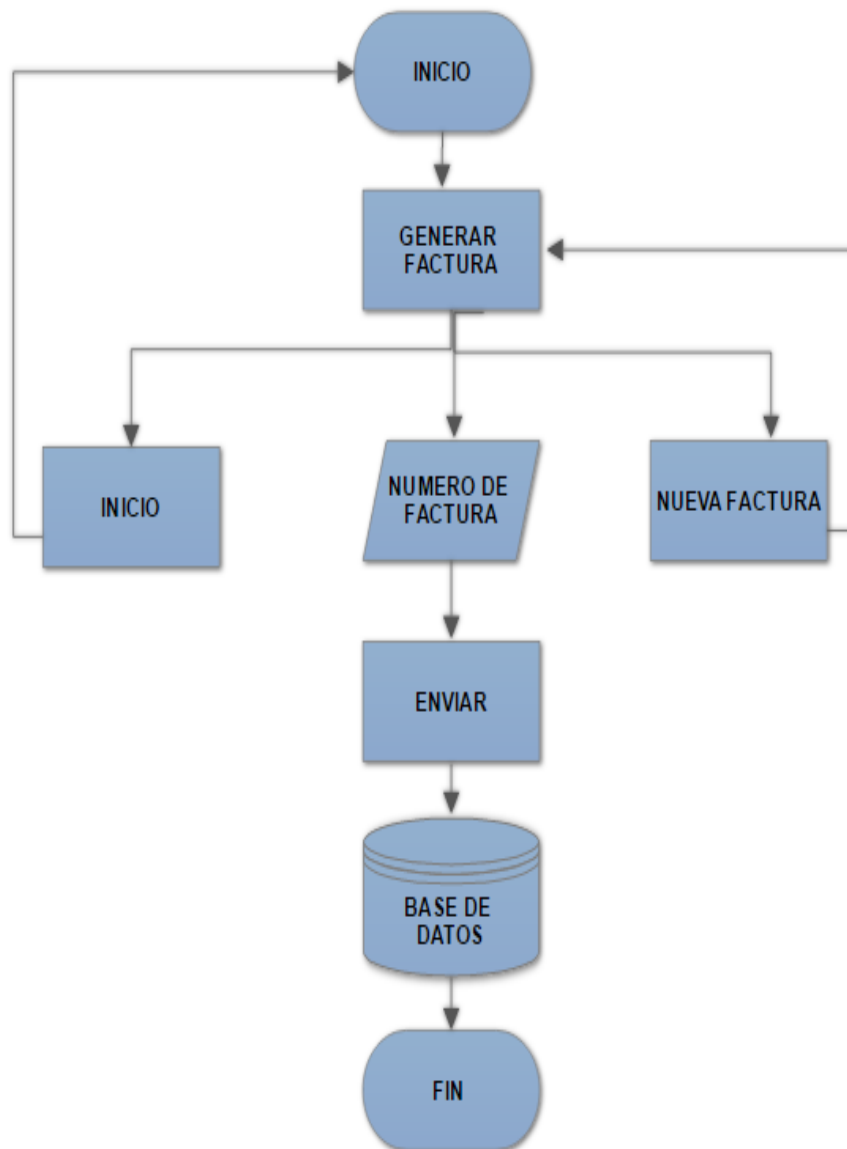 INICIO
GENERAR
FACTURA
INICIO
NUMERO DE
FACTURA
NUEVA FACTURA
ENVIAR
BASE DE
DATOS
FIN